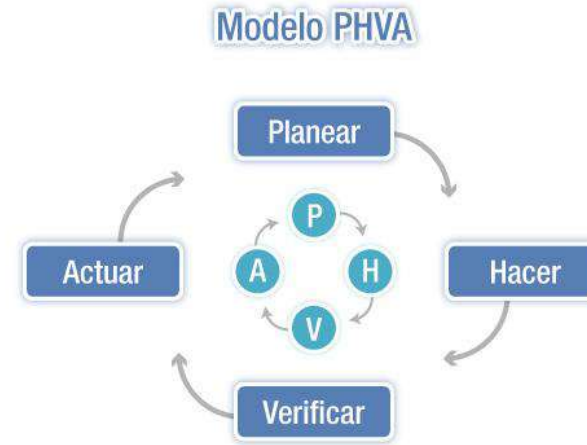 Modelo PHVA
Planear
P
Actuar
A
H
Hacer
V
Verificar